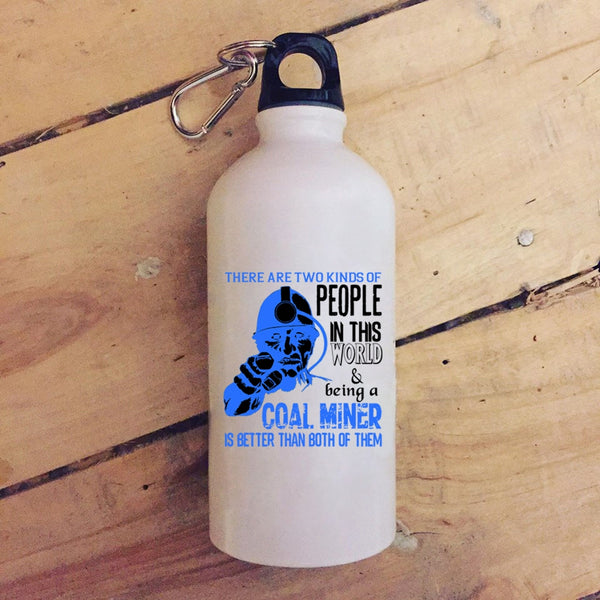 THERE ARE TWO KINDS OF
PEOPLE
IN THIS
WORLD
&
being a
COAL MINER
IS BETTER THAN BOTH OF THEM